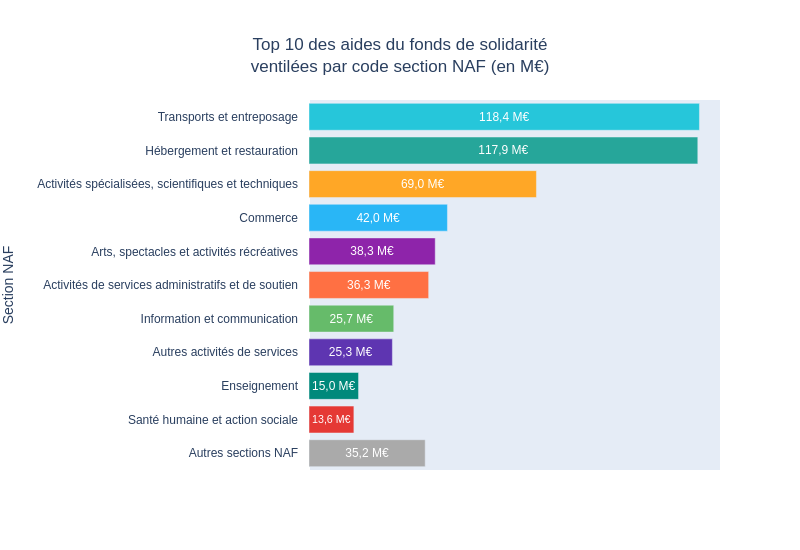 Top 10 des aides du fonds de solidarité
ventilées par code section NAF (en M€)
Section NAF
Transports et entreposage 118,4 M€
Hébergement et restauration 117,9 M€
Activités spécialisées, scientifiques et techniques 69,0 M€
Commerce 42,0 M€
Arts, spectacles et activités récréatives 38,3 M€
Activités de services administratifs et de soutien 36,3 M€
Information et communication 25,7 M€
Autres activités de services 25,3 M€
Enseignement 15,0 M€
Santé humaine et action sociale 13,6 M€
Autres sections NAF 35,2 M€